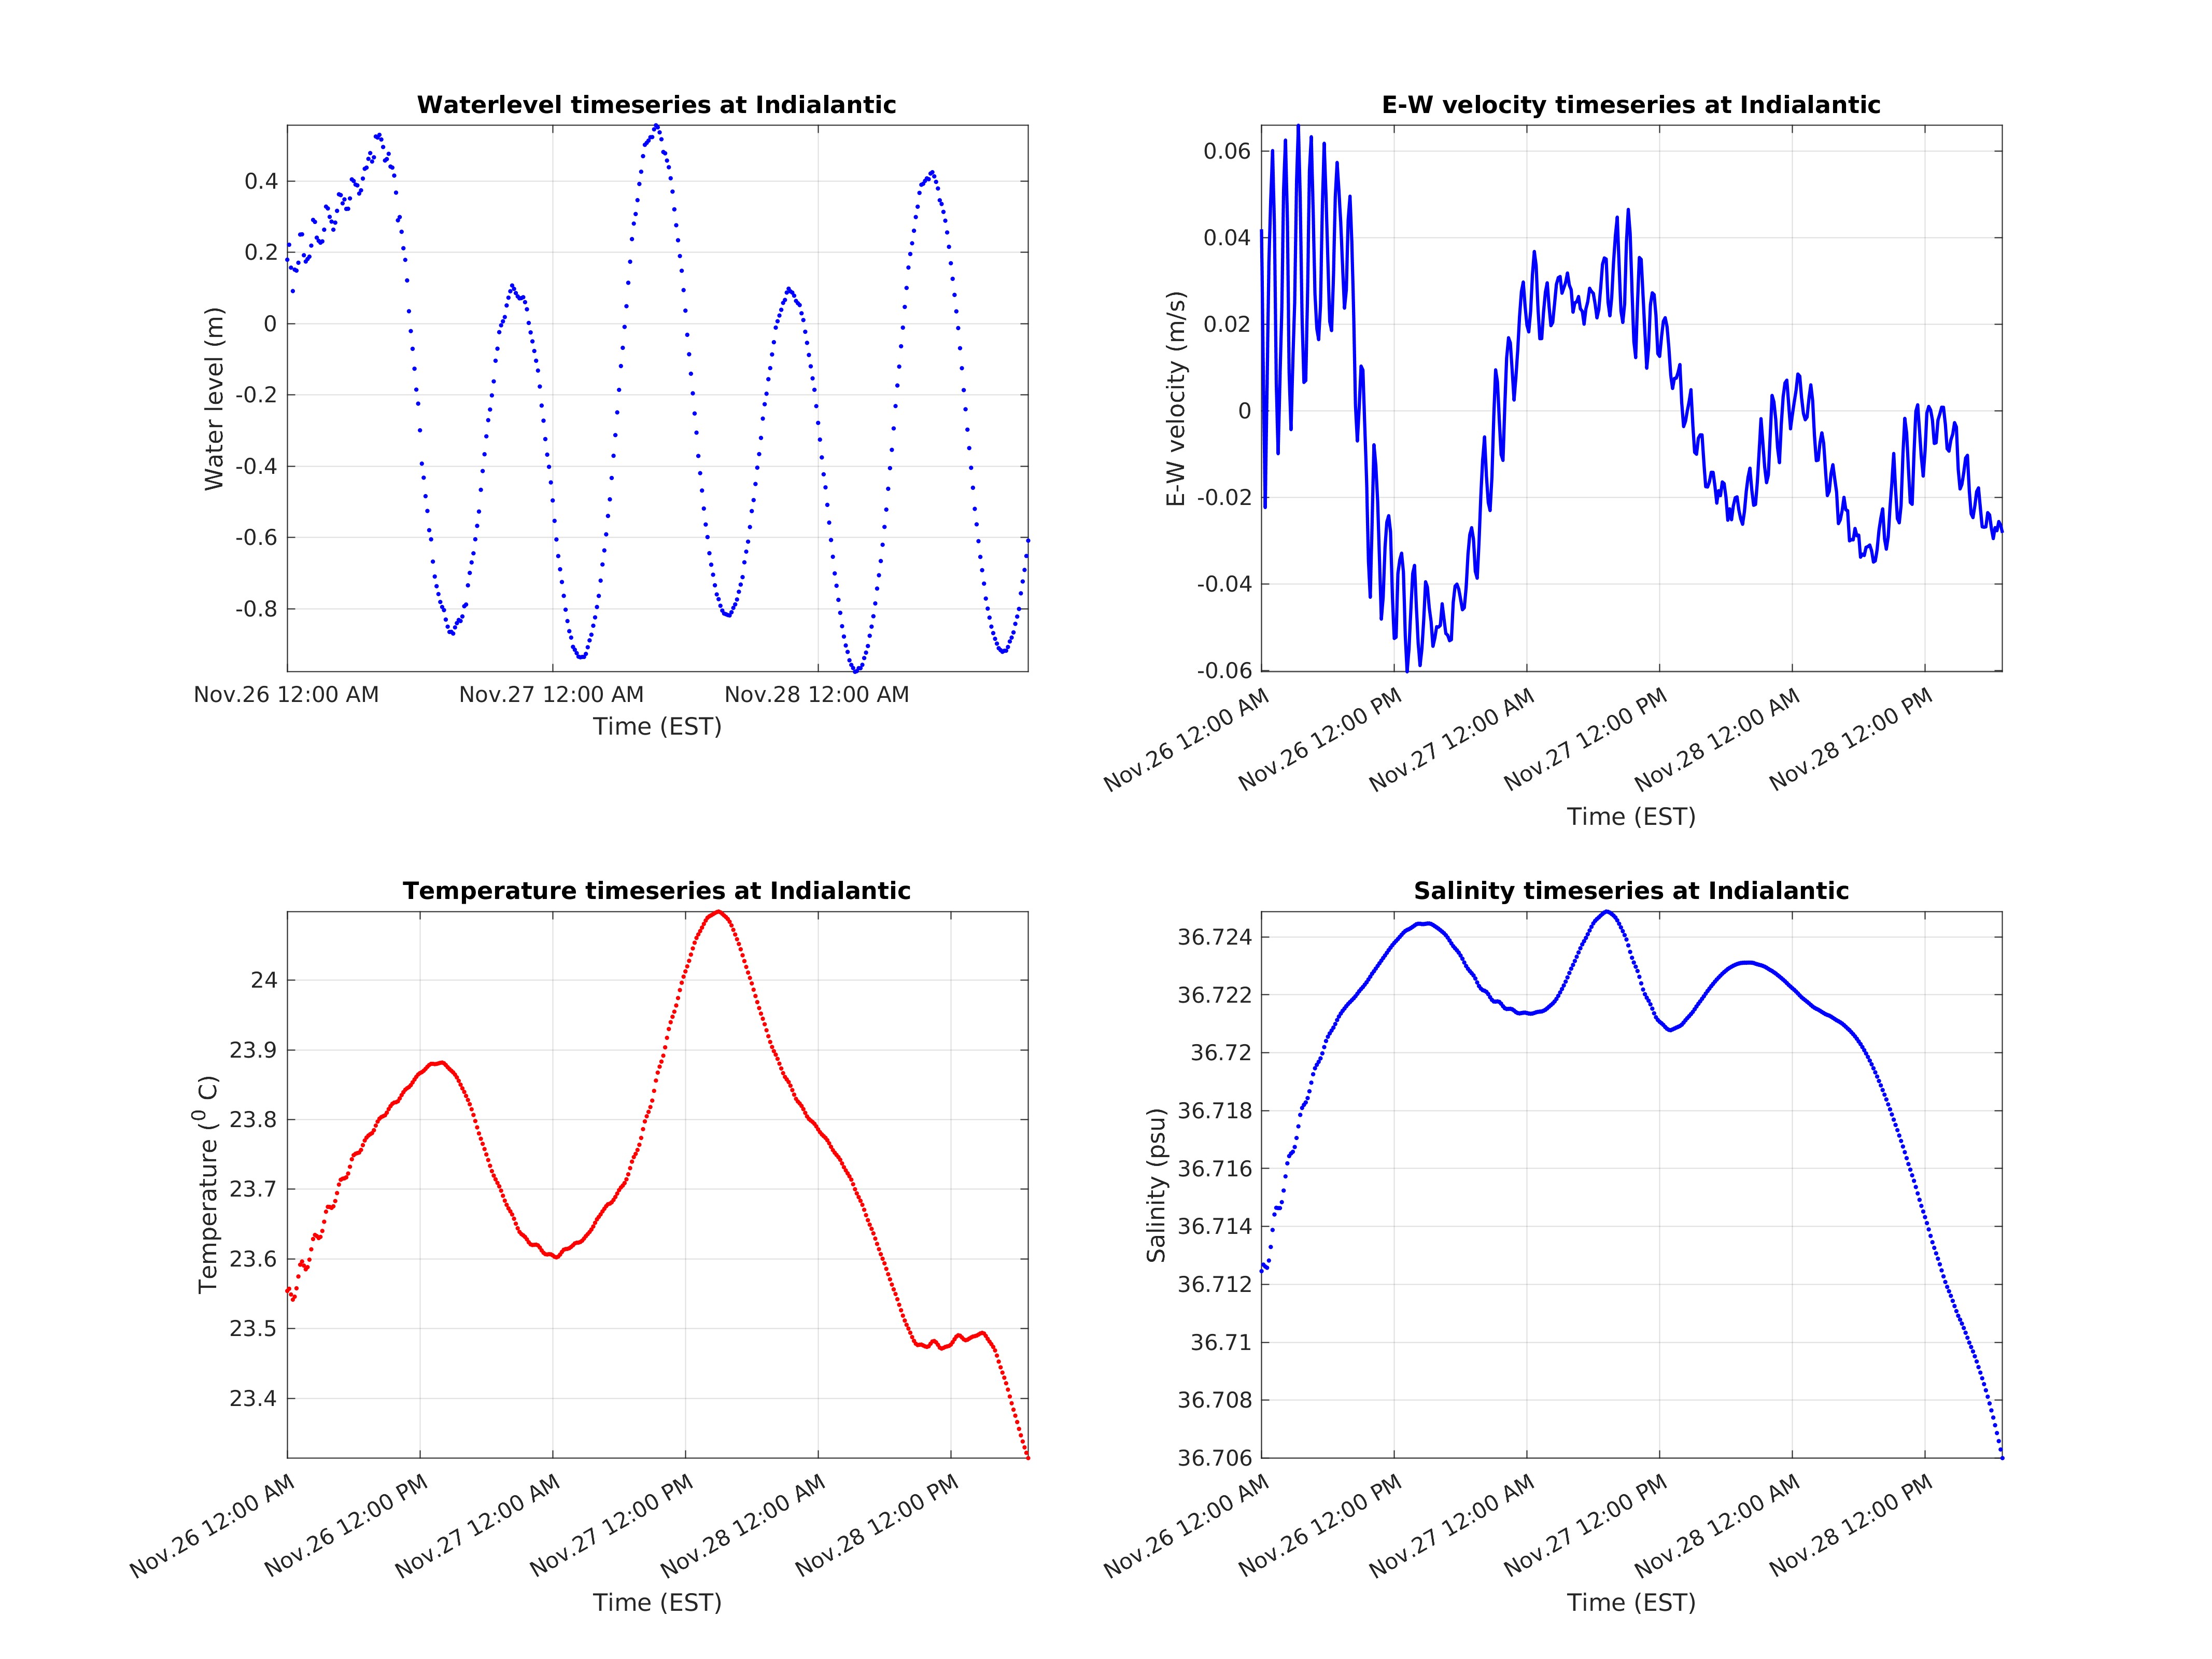 Waterlevel timeseries at Indialantic
0.4
0.2
0
-0.2
-0.4
-0.6
-0.8
Water level (m)
Nov.26 12:00 AM
Nov.27 12:00 AM
Nov.28 12:00 AM
Time (EST)
E-W velocity timeseries at Indialantic
0.06
0.04
0.02
0
-0.02
-0.04
-0.06
E-W velocity (m/s)
Nov.26 12:00 AM
Nov.26 12:00 PM
Nov.27 12:00 AM
Nov.27 12:00 PM
Nov.28 12:00 AM
Nov.28 12:00 PM
Time (EST)
Temperature timeseries at Indialantic
24
23.9
23.8
23.7
23.6
23.5
23.4
Temperature (⁰ C)
Nov.26 12:00 AM
Nov.26 12:00 PM
Nov.27 12:00 AM
Nov.27 12:00 PM
Nov.28 12:00 AM
Nov.28 12:00 PM
Time (EST)
Salinity timeseries at Indialantic
36.724
36.722
36.72
36.718
36.716
36.714
36.712
36.71
36.708
36.706
Salinity (psu)
Nov.26 12:00 AM
Nov.26 12:00 PM
Nov.27 12:00 AM
Nov.27 12:00 PM
Nov.28 12:00 AM
Nov.28 12:00 PM
Time (EST)